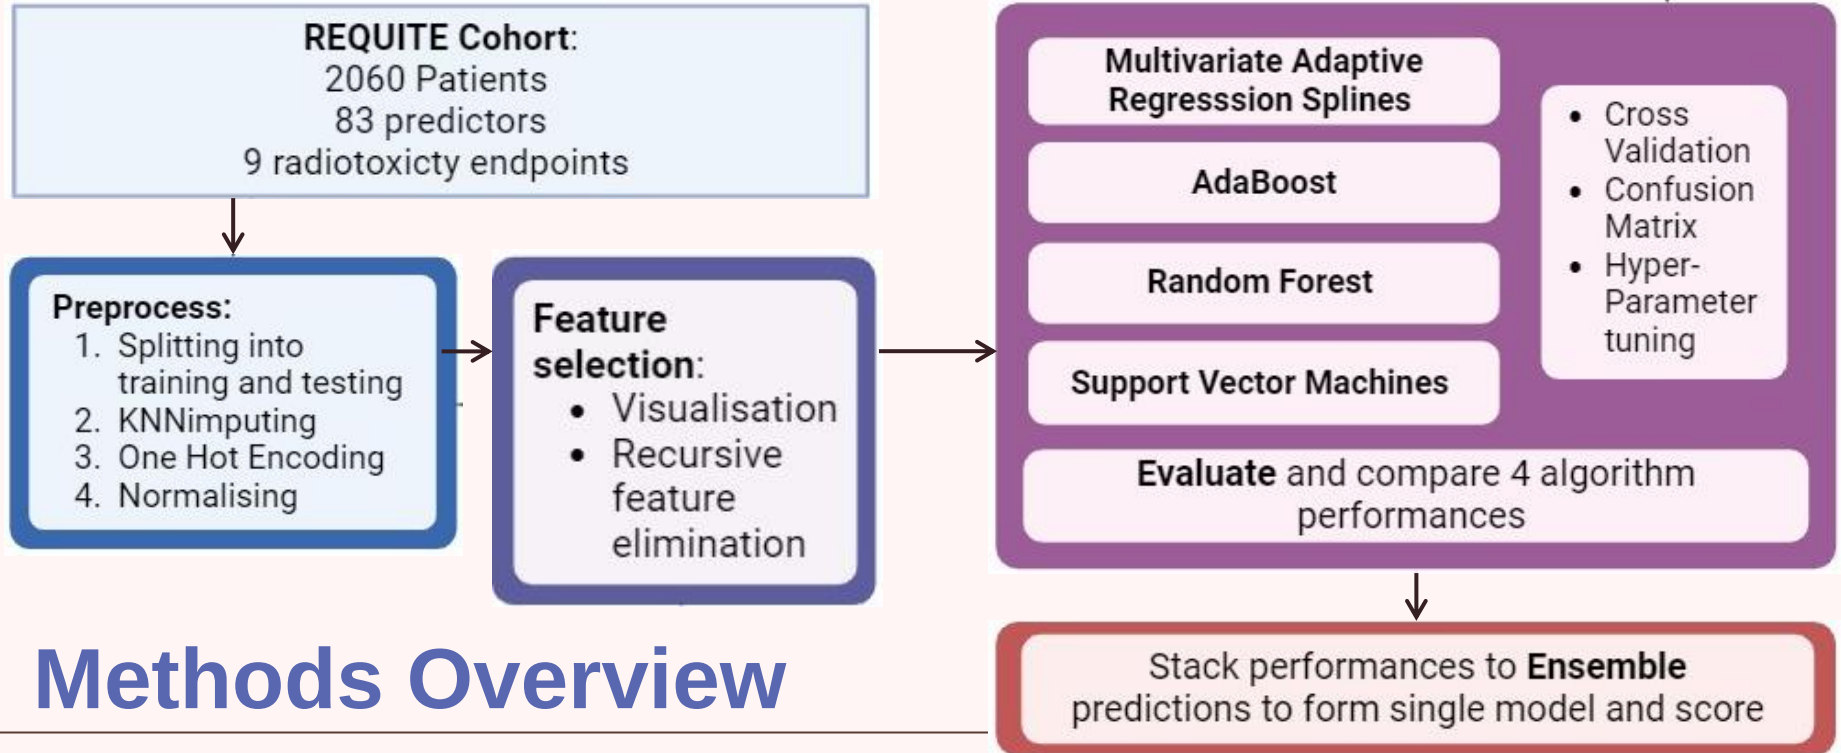 REQUITE Cohort:
2060 Patients
83 predictors
9 radiotoxicty endpoints
Preprocess:
1. Splitting into
training and testing
2. KNNimputing
3. One Hot Encoding
4. Normalising
Feature
selection:
• Visualisation
• Recursive
feature
elimination
Multivariate Adaptive
Regresssion Splines
AdaBoost
Random Forest
Support Vector Machines
• Cross
Validation
• Confusion
Matrix
• Hyper-
Parameter
tuning
Evaluate and compare 4 algorithm
performances
Stack performances to Ensemble
predictions to form single model and score
Methods Overview